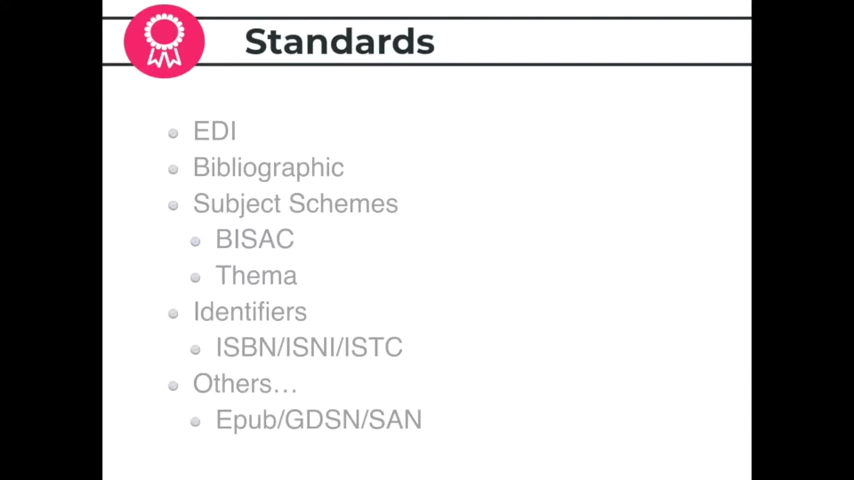 Standards
EDI
Bibliographic
Subject Schemes
BISAC
Thema
Identifiers
ISBN/ISNI/ISTC
Others…
Epub/GDSN/SAN